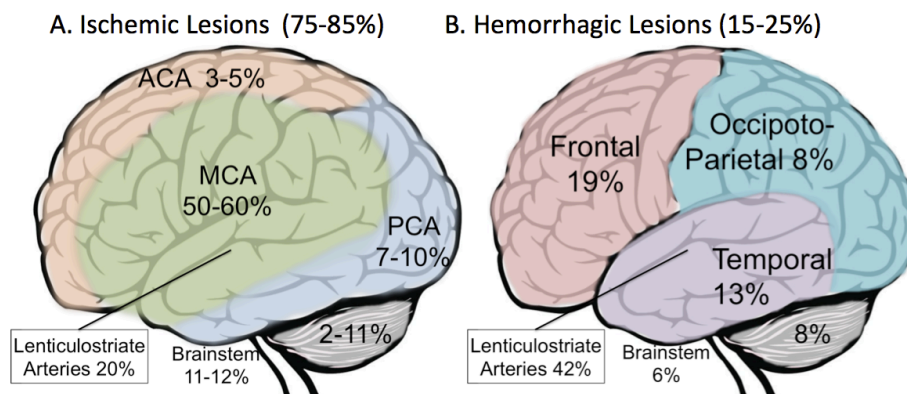 A. Ischemic Lesions (75-85%)
ACA 3-5%
MCA
50-60%
PCA
7-10%
2-11%
Lenticulostriate
Arteries 20%
Brainstem
11-12%
B. Hemorrhagic Lesions (15-25%)
Frontal
19%
Occipoto-
Parietal 8%
Temporal
13%
8%
Lenticulostriate
Arteries 42%
Brainstem
6%